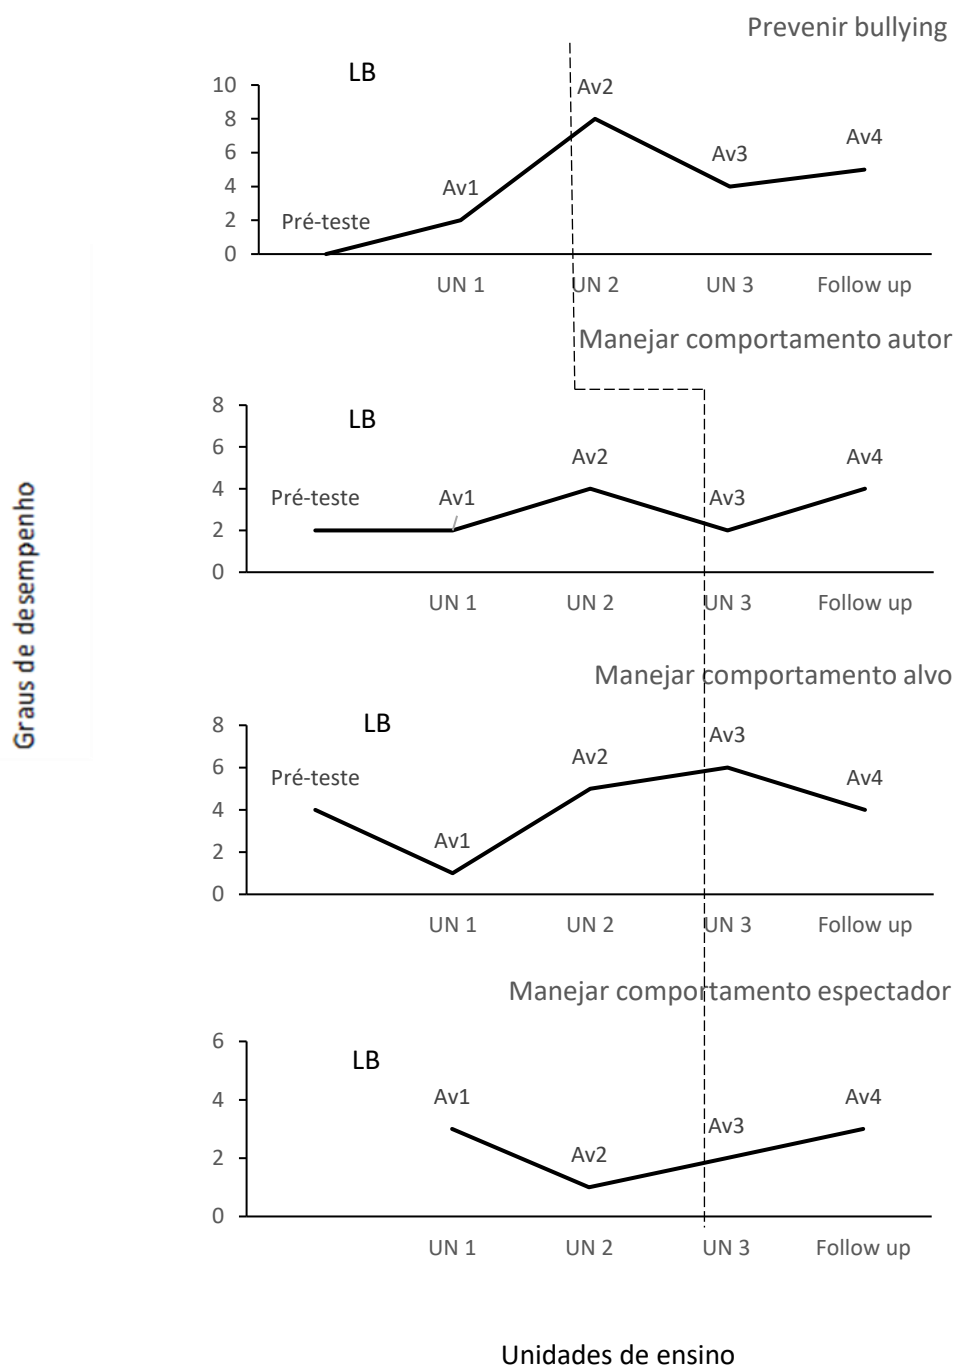 Prevenir bullying
LB
10
8
6
4
2
0
Pré-teste
Av1
Av2
Av3
Av4
UN 1 UN 2 UN 3 Follow up
Manejar comportamento autor
LB
8
6
4
2
0
Pré-teste
Av1
Av2
Av3
Av4
UN 1 UN 2 UN 3 Follow up
Graus de desempenho
Manejar comportamento alvo
LB
8
6
4
2
0
Pré-teste
Av1
Av2
Av3
Av4
UN 1 UN 2 UN 3 Follow up
Manejar comportamento espectador
LB
6
4
2
0
Av1
Av2
Av3
Av4
UN 1 UN 2 UN 3 Follow up
Unidades de ensino